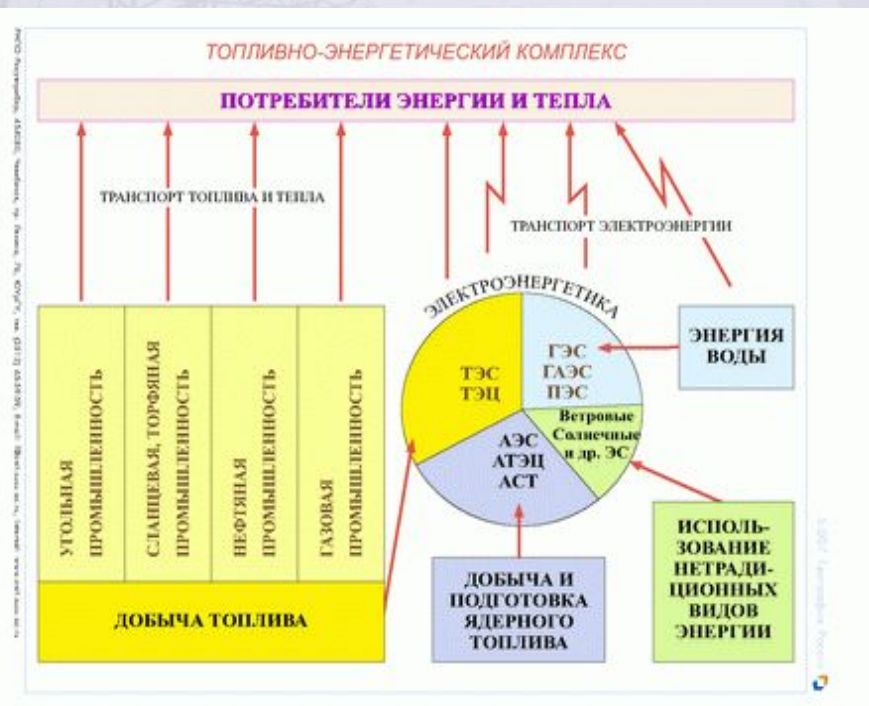 ТОПЛИВНО-ЭНЕРГЕТИЧЕСКИЙ КОМПЛЕКС
ПОТРЕБИТЕЛИ ЭНЕРГИИ И ТЕПЛА
ТРАНСПОРТ ТОПЛИВА И ТЕПЛА
ТРАНСПОРТ ЭЛЕКТРОЭНЕРГИИ
УГОЛЬНАЯ
ПРОМЫШЛЕННОСТЬ
СЛАНЦЕВАЯ, ТОРФЯНАЯ
ПРОМЫШЛЕННОСТЬ
НЕФТЯНАЯ
ПРОМЫШЛЕННОСТЬ
ГАЗОВАЯ
ПРОМЫШЛЕННОСТЬ
ДОБЫЧА ТОПЛИВА
ЭЛЕКТРОЭНЕРГЕТИКА
ТЭС
ТЭЦ
ГЭС
ГАЭС
ПЭС
Ветровые
Солнечные
и др. ЭС
АЭС
АТЭЦ
АСТ
ЭНЕРГИЯ
ВОДЫ
ДОБЫЧА И
ПОДГОТОВКА
ЯДЕРНОГО
ТОПЛИВА
ИСПОЛЬ-
ЗОВАНИЕ
НЕТРАДИ-
ЦИОННЫХ
ВИДОВ
ЭНЕРГИИ